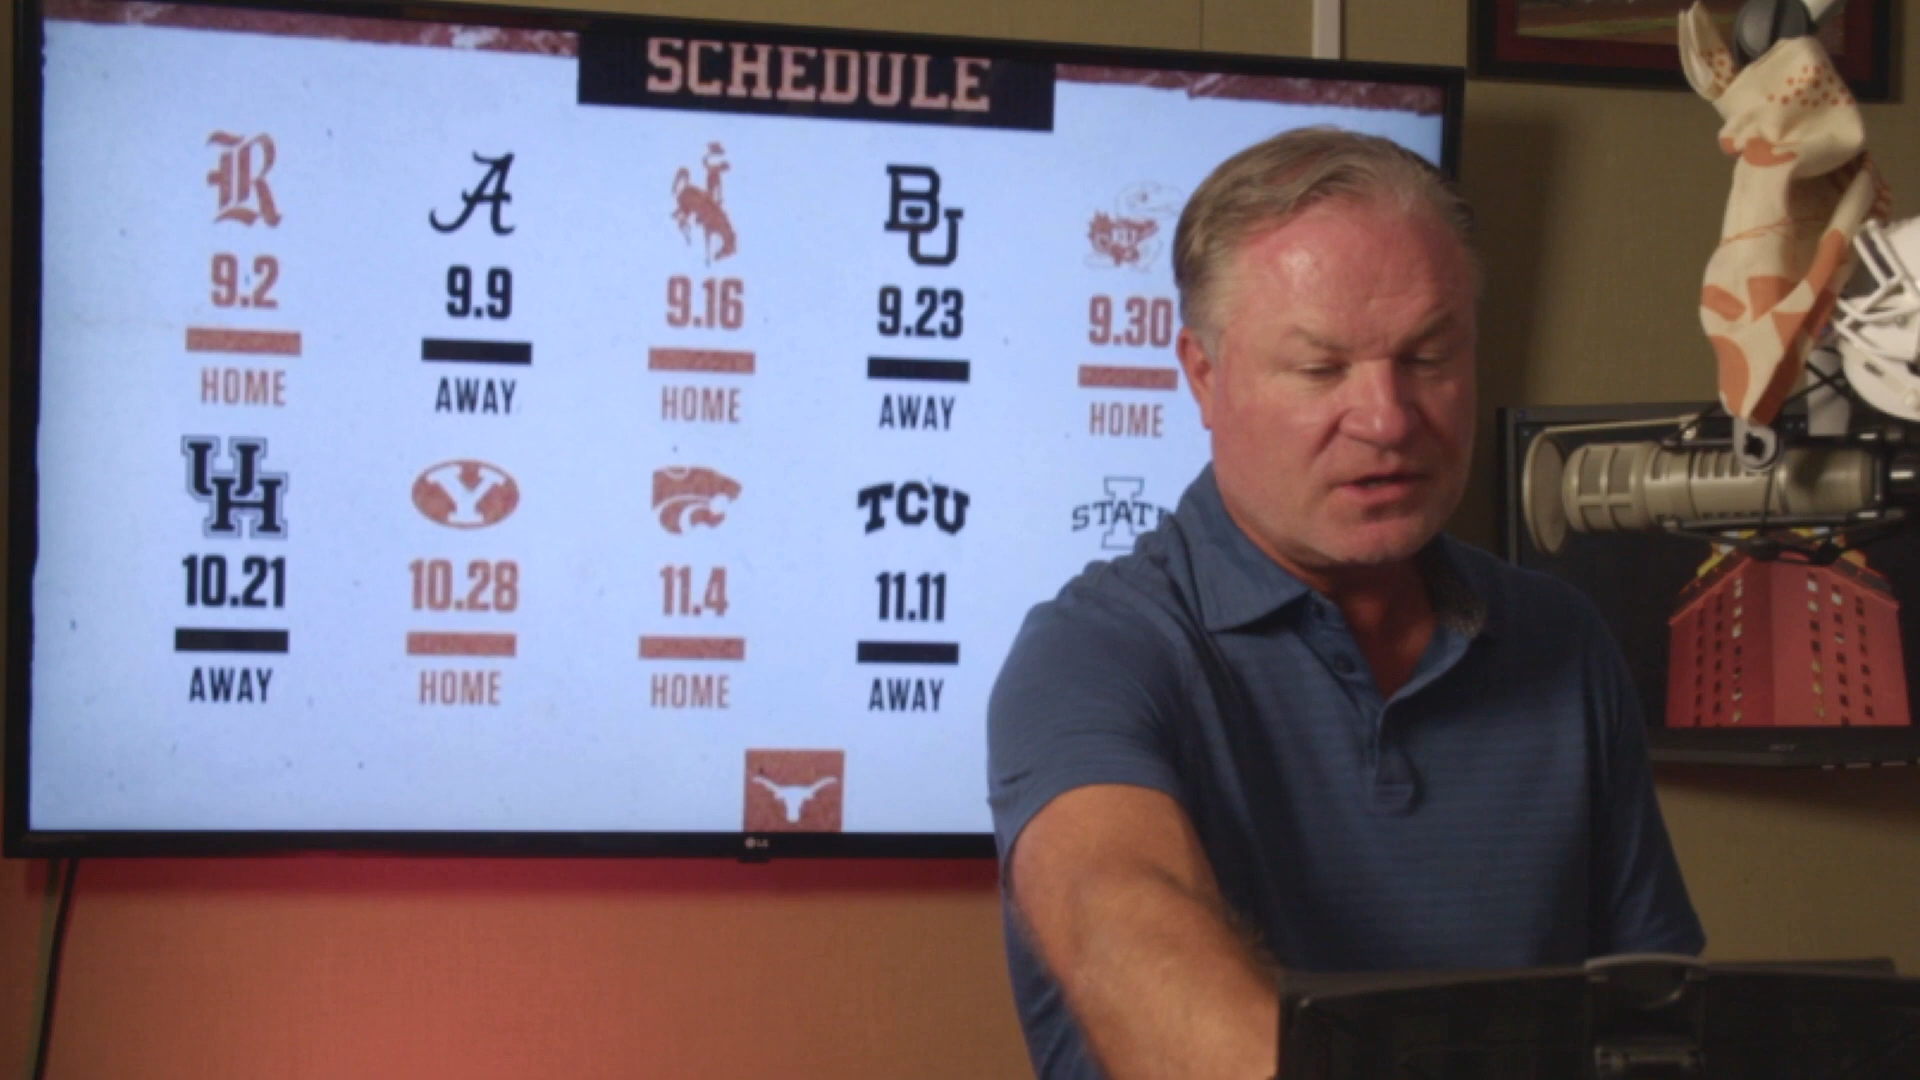 SCHEDULE
R A BU
9.2 9.9 9.16 9.23 9.30
HOME AWAY HOME AWAY HOME
UH Y TCU STATE
10.21 10.28 11.4 11.11
AWAY HOME HOME AWAY
LG